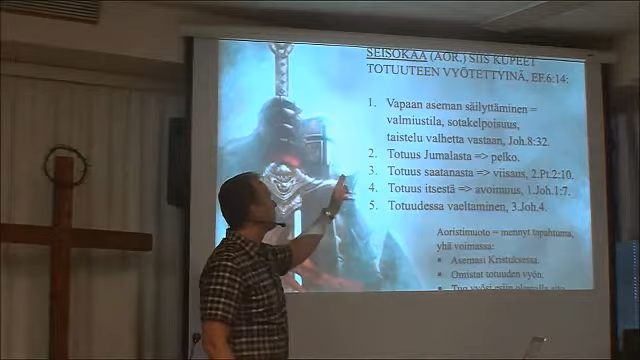 SEISOKAA (AOR.) SIIS KUPEET
TOTUUTEEN VYÖTETTYINÄ, EF.6:14:
1. Vapaan aseman säilyttäminen =
valmiustila, sotakelpoisuus,
taistelu valhetta vastaan, Joh.8:32.
2. Totuus Jumalasta => pelko.
3. Totuus saatanasta => viisaus, 2.Pt.2:10.
4. Totuus itsestä => avoimuus, 1.Joh.1:7.
5. Totuudessa vaeltaminen, 3.Joh.4.
Aoristimuoto = mennyt tapahtuma,
yhä voimassa:
Asemasi Kristuksessa.
Omistat totuuden vyön.